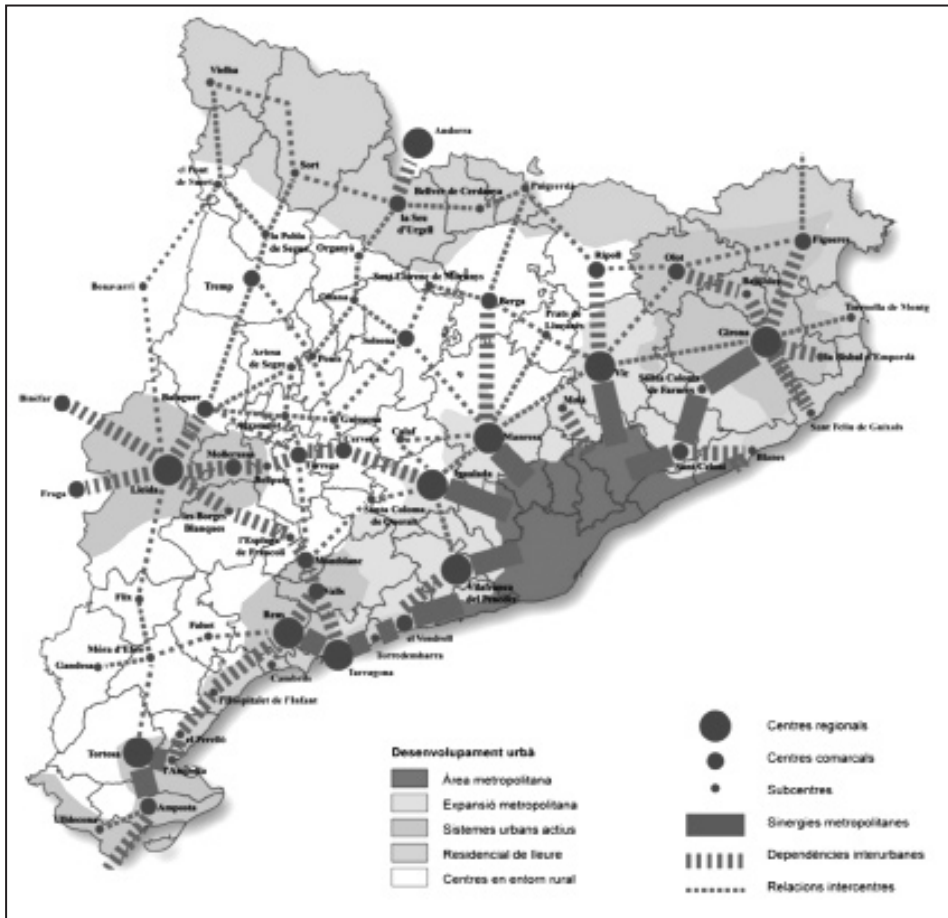 Vielha
Andorra
Sort
el Pont
de Suert
Bellver de Cerdanya
Puigcerdà
la Seu
d'Urgell
la Pobla
de Segur
Organyà
Ripoll
Olot
Figueres
Sant Llorenç de Morunys
Benavarri
Tremp
Oliana
Berga
Prats de
Lluçanès
Torroella de Montg
Girona
Solsona
Artesa
de Segre
Ponts
Vic
La Bisbal d'Empordà
Santa Coloma
de Farners
Binéfar
Balaguer
Moià
Guissona
Sant Feliu de Guíxols
Calaf
Manresa
Cervera
Mollerussa
Tàrrega
Sant Celoni
Blanes
Bellpuig
Igualada
Fraga
Lleida
Santa Coloma
de Queralt
les Borges
Blanques
l'Espluga
de Francolí
Montblanc
Vilafranca
del Penedès
Valls
Flix
Falset
Reus
el Vendrell
Torredembarra
Móra d'Ebre
Gandesa
Tarragona
Cambrils
l'Hospitalet de l'Infant
el Perelló
Tortosa
l'Ampolla
Amposta
Ulldecona
Desenvolupament urbà
Àrea metropolitana
Expansió metropolitana
Sistemes urbans actius
Residencial de lleure
Centres en entorn rural
Centres regionals
Centres comarcals
Subcentres
Sinergies metropolitanes
Dependències interurbanes
Relacions intercentres